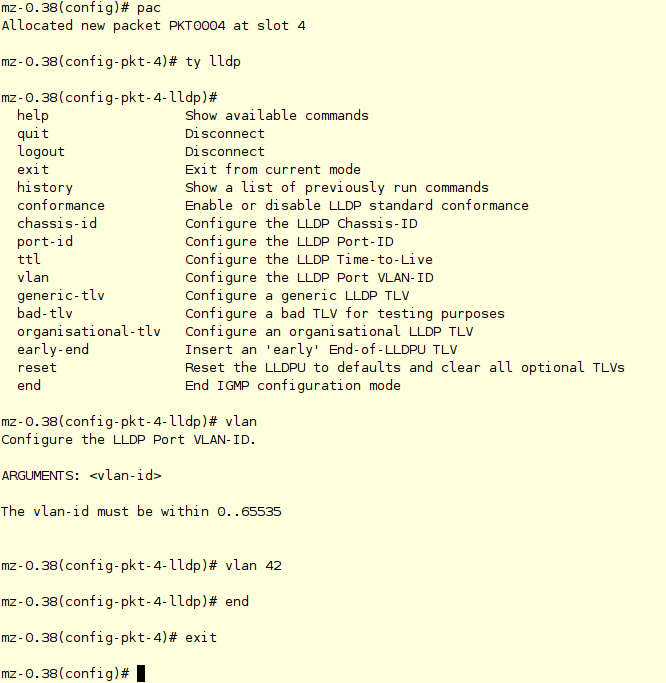 mz-0.38(config)# pac
Allocated new packet PKT0004 at slot 4
mz-0.38(config-pkt-4)# ty lldp
mz-0.38(config-pkt-4-lldp)#
help Show available commands
quit Disconnect
logout Disconnect
exit Exit from current mode
history Show a list of previously run commands
conformance Enable or disable LLDP standard conformance
chassis-id Configure the LLDP Chassis-ID
port-id Configure the LLDP Port-ID
ttl Configure the LLDP Time-to-Live
vlan Configure the LLDP Port VLAN-ID
generic-tlv Configure a generic LLDP TLV
bad-tlv Configure a bad TLV for testing purposes
organisational-tlv Configure an organisational LLDP TLV
early-end Insert an 'early' End-of-LLDPU TLV
reset Reset the LLDPU to defaults and clear all optional TLVs
end End IGMP configuration mode
mz-0.38(config-pkt-4-lldp)# vlan
Configure the LLDP Port VLAN-ID.
ARGUMENTS: <vlan-id>
The vlan-id must be within 0..65535
mz-0.38(config-pkt-4-lldp)# vlan 42
mz-0.38(config-pkt-4-lldp)# end
mz-0.38(config-pkt-4)# exit
mz-0.38(config)#